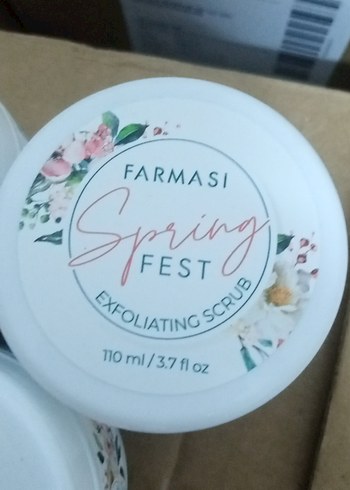 FARMASI
Spring
FEST
EXFOLIATING SCRUB
110 ml / 3.7 fl oz